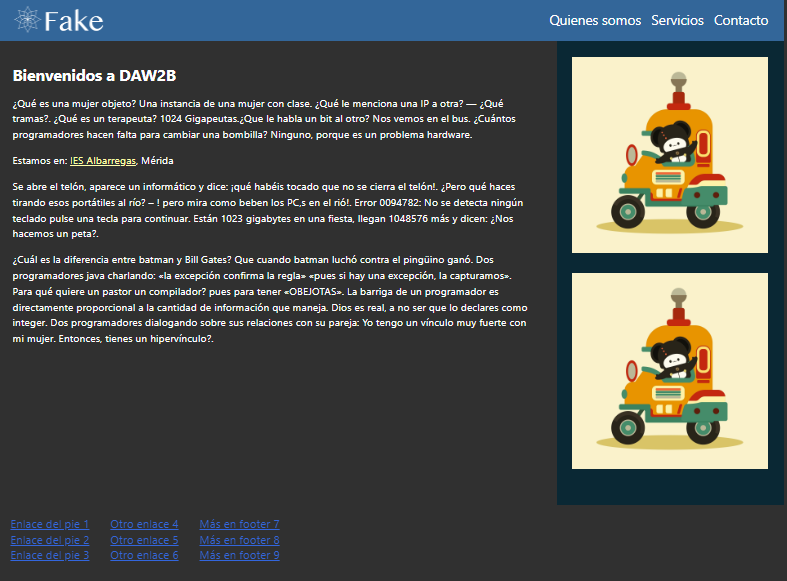 Fake
Quienes somos Servicios Contacto
Bienvenidos a DAW2B
¿Qué es una mujer objeto? Una instancia de una mujer con clase. ¿Qué le menciona una IP a otra? — ¿Qué
tramas?. ¿Qué es un terapeuta? 1024 Gigapeutas.¿Que le habla un bit al otro? Nos vemos en el bus. ¿Cuántos
programadores hacen falta para cambiar una bombilla? Ninguno, porque es un problema hardware.
Estamos en: IES Albarregas, Mérida
Se abre el telón, aparece un informático y dice: ¡qué habéis tocado que no se cierra el telón!. ¿Pero qué haces
tirando esos portátiles al río? – ! pero mira como beben los PC,s en el rió!. Error 0094782: No se detecta ningún
teclado pulse una tecla para continuar. Están 1023 gigabytes en una fiesta, llegan 1048576 más y dicen: ¿Nos
hacemos un peta?.
¿Cuál es la diferencia entre batman y Bill Gates? Que cuando batman luchó contra el pingüino ganó. Dos
programadores java charlando: «la excepción confirma la regla» «pues si hay una excepción, la capturamos».
Para qué quiere un pastor un compilador? pues para tener «OBEJOTAS». La barriga de un programador es
directamente proporcional a la cantidad de información que maneja. Dios es real, a no ser que lo declares como
integer. Dos programadores dialogando sobre sus relaciones con su pareja: Yo tengo un vínculo muy fuerte con
mi mujer. Entonces, tienes un hipervínculo?.
Enlace del pie 1 Otro enlace 4 Más en footer 7
Enlace del pie 2 Otro enlace 5 Más en footer 8
Enlace del pie 3 Otro enlace 6 Más en footer 9